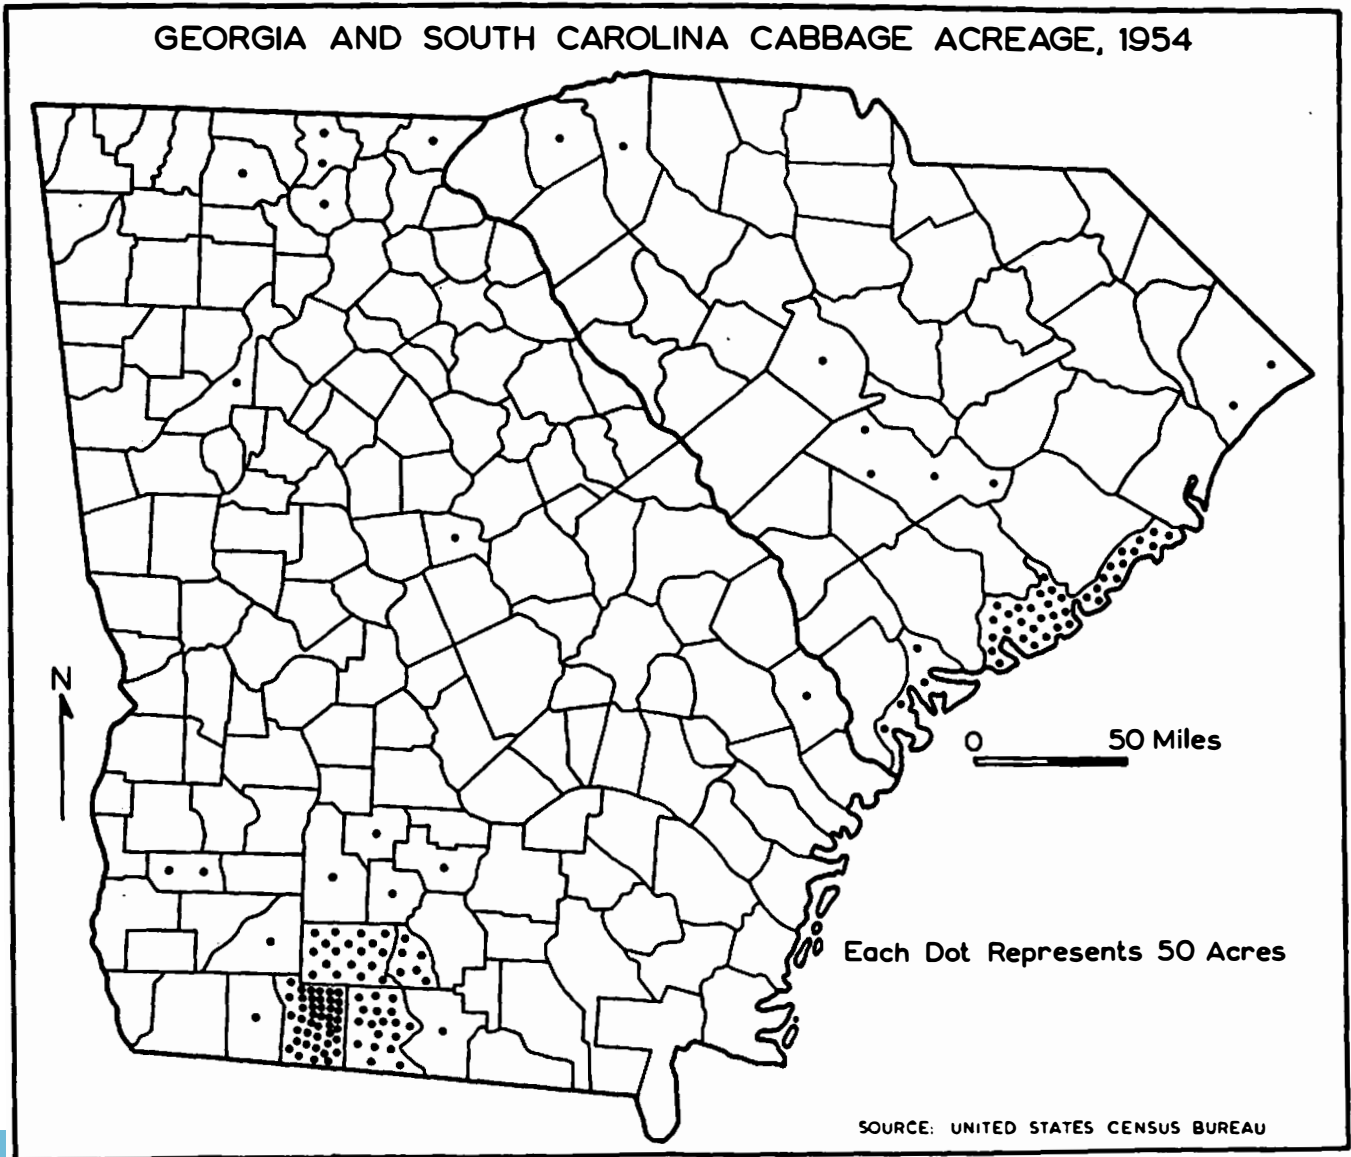 GEORGIA AND SOUTH CAROLINA CABBAGE ACREAGE, 1954
N
0 50 Miles
Each Dot Represents 50 Acres
SOURCE: UNITED STATES CENSUS BUREAU